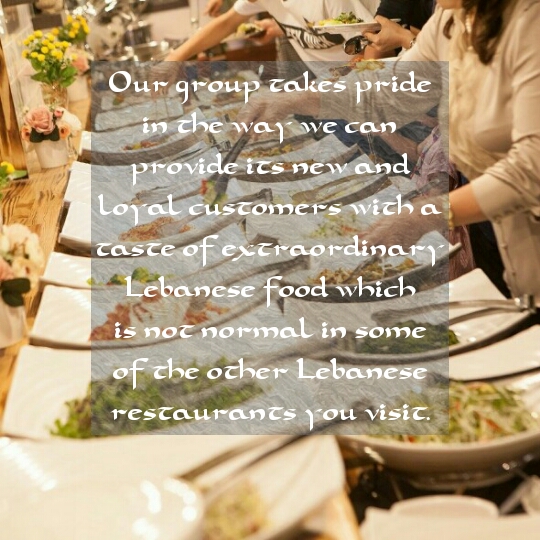 Our group takes pride
in the way we can
provide its new and
loyal customers with a
taste of extraordinary
Lebanese food which
is not normal in some
of the other Lebanese
restaurants you visit.